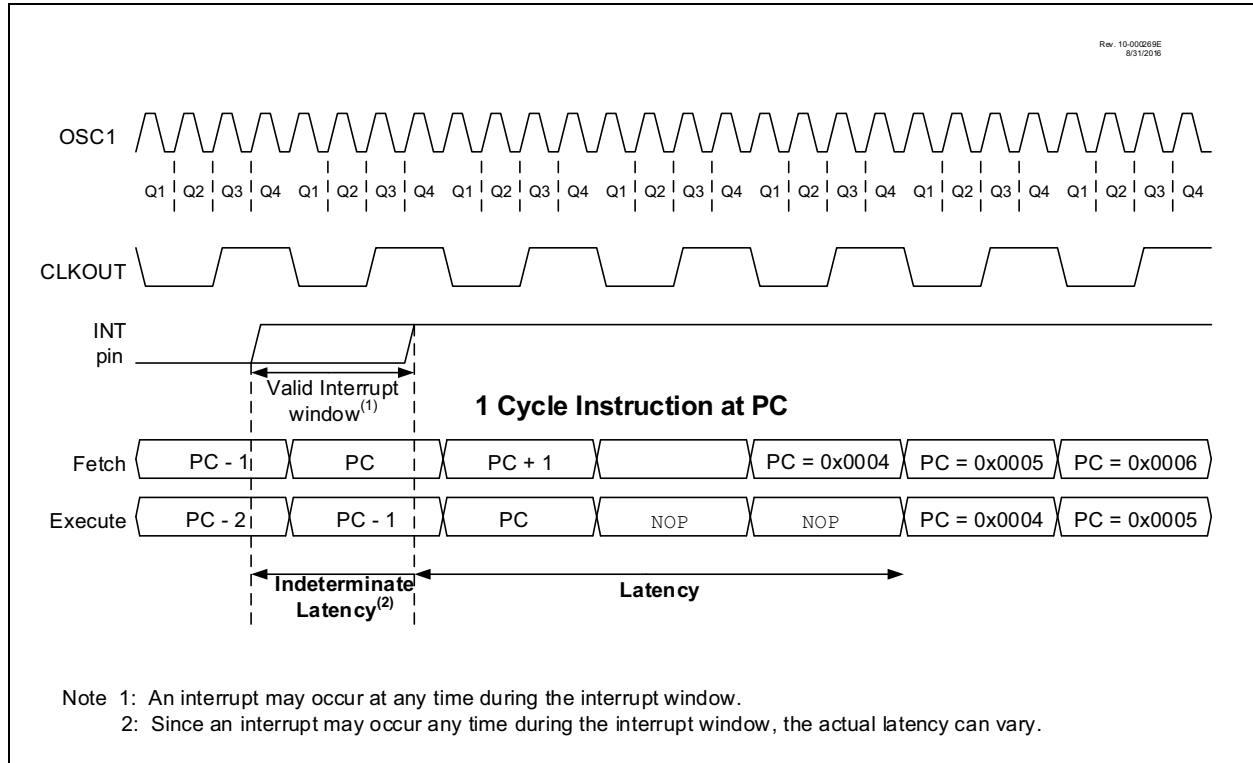 Rev. 10-000269E
8/31/2016
OSC1
Q1 Q2 Q3 Q4 Q1 Q2 Q3 Q4 Q1 Q2 Q3 Q4 Q1 Q2 Q3 Q4 Q1 Q2 Q3 Q4 Q1 Q2 Q3 Q4 Q1 Q2 Q3 Q4
CLKOUT
INT
pin
Valid Interrupt
window(1)
1 Cycle Instruction at PC
Fetch PC - 1 PC PC + 1 PC = 0x0004 PC = 0x0005 PC = 0x0006
Execute PC - 2 PC - 1 PC NOP NOP PC = 0x0004 PC = 0x0005
Indeterminate
Latency(2)
Latency
Note 1: An interrupt may occur at any time during the interrupt window.
2: Since an interrupt may occur any time during the interrupt window, the actual latency can vary.